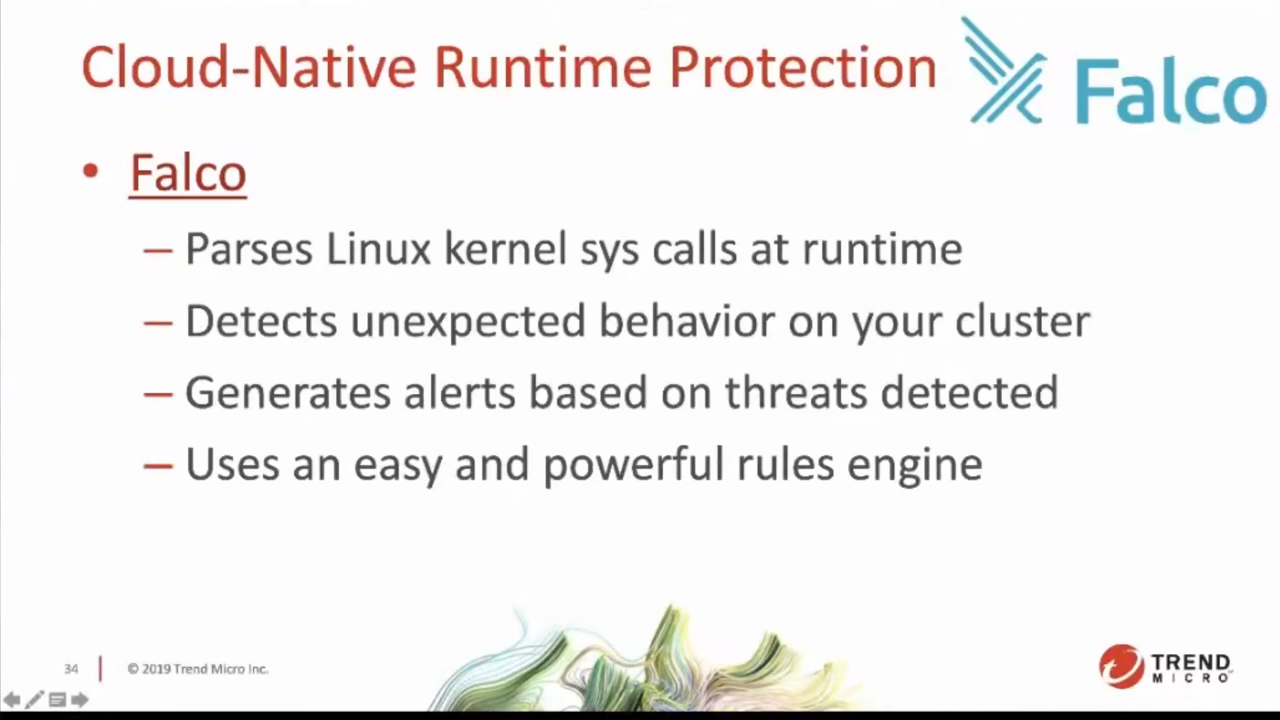 Cloud-Native Runtime Protection
Falco
• Falco
– Parses Linux kernel sys calls at runtime
– Detects unexpected behavior on your cluster
– Generates alerts based on threats detected
– Uses an easy and powerful rules engine
34
© 2019 Trend Micro Inc.
TREND
MICRO